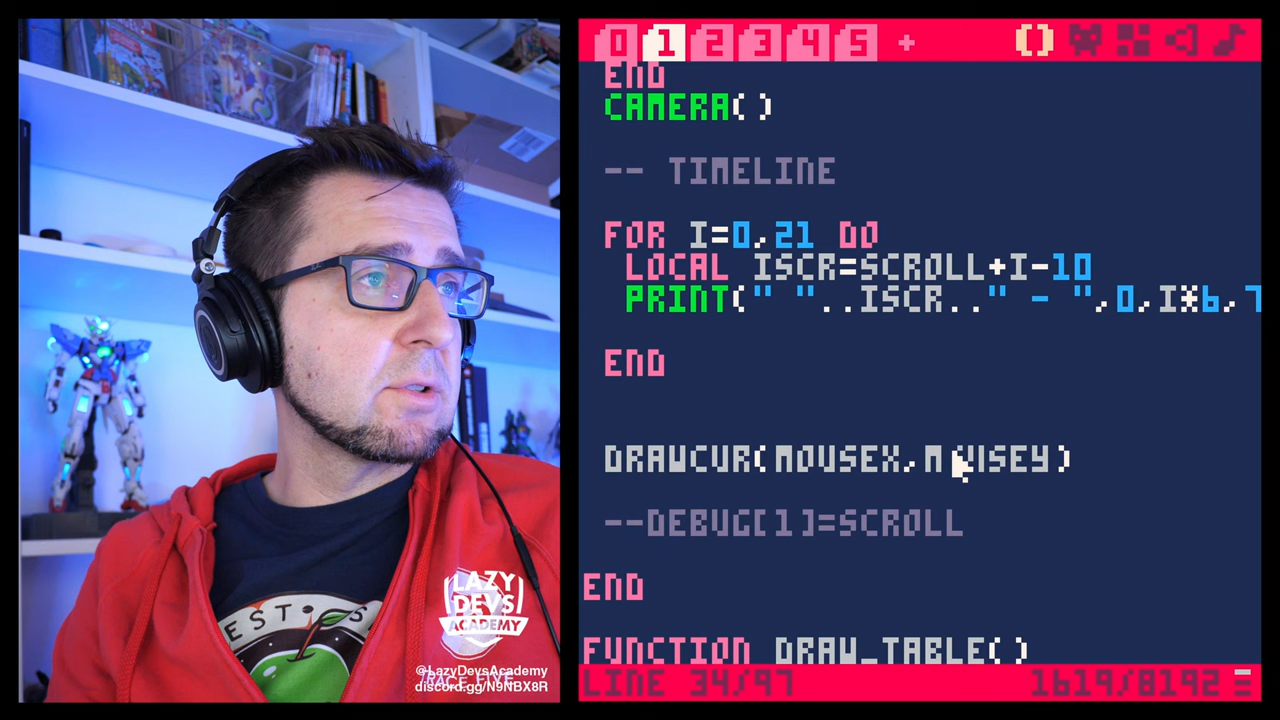 0 1 2 3 4 5 +
END
CAMERA()
-- TIMELINE
FOR I=0,21 DO
LOCAL ISCR=SCROLL+I-10
PRINT(" "..ISCR.." - ",0,I*6,7
END
DRAWCUR(MOUSEX,MOUSEY)
--DEBUG[1]=SCROLL
END
FUNCTION DRAW_TABLE()
LINE 34/97
1619/8192
EST • S
LAZY
DEVS
ACADEMY
@LazyDevsAcademy
discord.gg/N9NBX8R